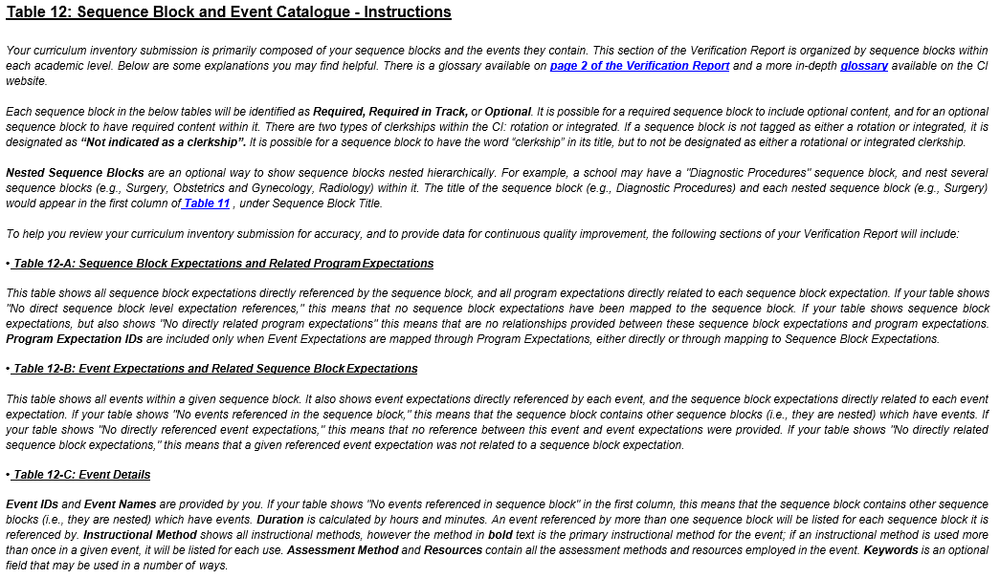 Table 12: Sequence Block and Event Catalogue - Instructions
Your curriculum inventory submission is primarily composed of your sequence blocks and the events they contain. This section of the Verification Report is organized by sequence blocks within
each academic level. Below are some explanations you may find helpful. There is a glossary available on page 2 of the Verification Report and a more in-depth glossary available on the CI
website.
Each sequence block in the below tables will be identified as Required, Required in Track, or Optional. It is possible for a required sequence block to include optional content, and for an optional
sequence block to have required content within it. There are two types of clerkships within the CI: rotation or integrated. If a sequence block is not tagged as either a rotation or integrated, it is
designated as “Not indicated as a clerkship”. It is possible for a sequence block to have the word “clerkship” in its title, but to not be designated as either a rotational or integrated clerkship.
Nested Sequence Blocks are an optional way to show sequence blocks nested hierarchically. For example, a school may have a "Diagnostic Procedures" sequence block, and nest several
sequence blocks (e.g., Surgery, Obstetrics and Gynecology, Radiology) within it. The title of the sequence block (e.g., Diagnostic Procedures) and each nested sequence block (e.g., Surgery)
would appear in the first column of Table 11 , under Sequence Block Title.
To help you review your curriculum inventory submission for accuracy, and to provide data for continuous quality improvement, the following sections of your Verification Report will include:
• Table 12-A: Sequence Block Expectations and Related Program Expectations
This table shows all sequence block expectations directly referenced by the sequence block, and all program expectations directly related to each sequence block expectation. If your table shows
"No direct sequence block level expectation references," this means that no sequence block expectations have been mapped to the sequence block. If your table shows sequence block
expectations, but also shows "No directly related program expectations" this means that are no relationships provided between these sequence block expectations and program expectations.
Program Expectation IDs are included only when Event Expectations are mapped through Program Expectations, either directly or through mapping to Sequence Block Expectations.
• Table 12-B: Event Expectations and Related Sequence Block Expectations
This table shows all events within a given sequence block. It also shows event expectations directly referenced by each event, and the sequence block expectations directly related to each event
expectation. If your table shows "No events referenced in the sequence block," this means that the sequence block contains other sequence blocks (i.e., they are nested) which have events. If
your table shows "No directly referenced event expectations," this means that no reference between this event and event expectations were provided. If your table shows "No directly related
sequence block expectations," this means that a given referenced event expectation was not related to a sequence block expectation.
• Table 12-C: Event Details
Event IDs and Event Names are provided by you. If your table shows "No events referenced in sequence block" in the first column, this means that the sequence block contains other sequence
blocks (i.e., they are nested) which have events. Duration is calculated by hours and minutes. An event referenced by more than one sequence block will be listed for each sequence block it is
referenced by. Instructional Method shows all instructional methods, however the method in bold text is the primary instructional method for the event; if an instructional method is used more
than once in a given event, it will be listed for each use. Assessment Method and Resources contain all the assessment methods and resources employed in the event. Keywords is an optional
field that may be used in a number of ways.